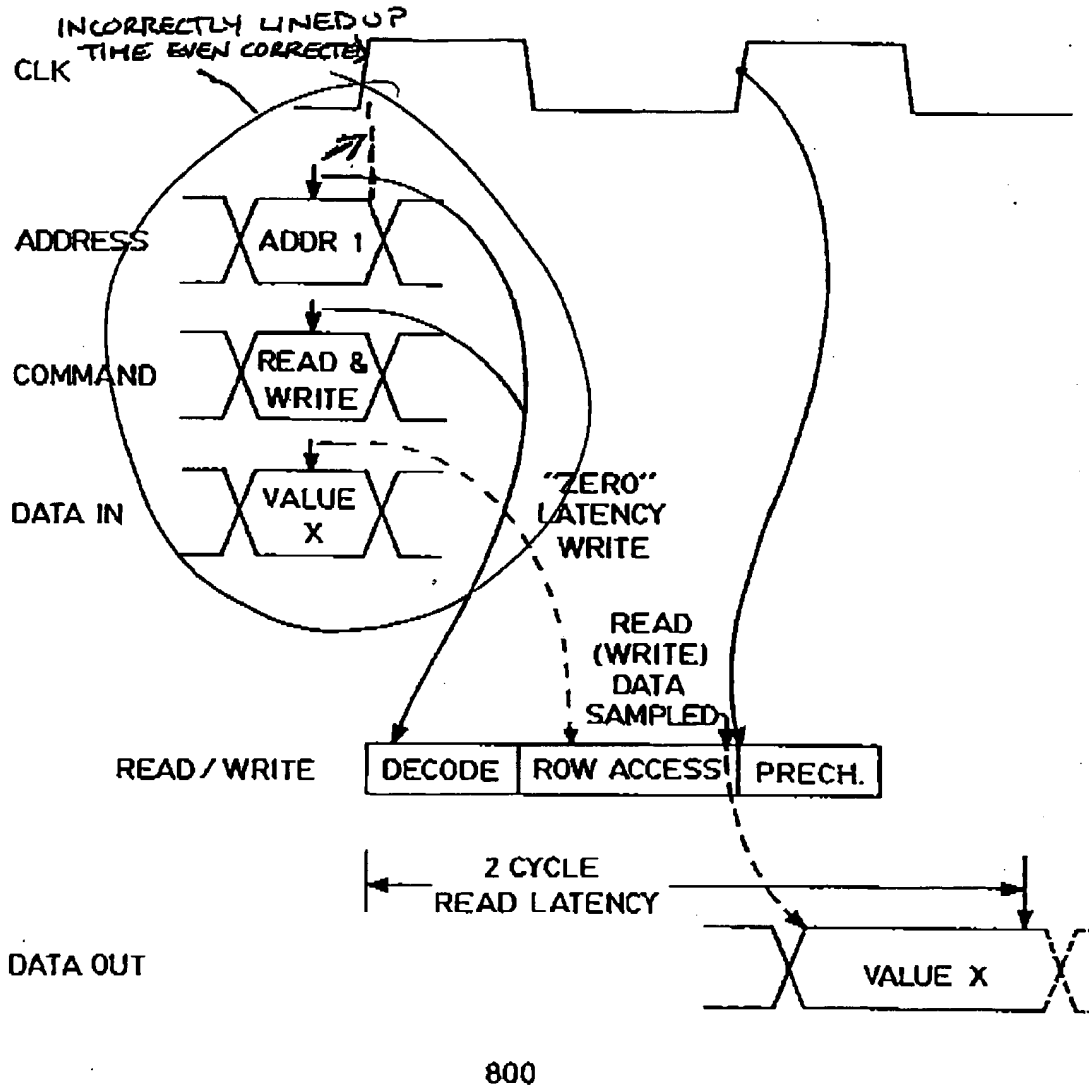 INCORRECTLY LINED UP
TIME EVEN CORRECTED
CLK
ADDRESS
ADDR 1
COMMAND
READ &
WRITE
DATA IN
VALUE
X
"ZERO"
LATENCY
WRITE
READ
(WRITE)
DATA
SAMPLED
READ/WRITE
DECODE
ROW ACCESS
PRECH.
2 CYCLE
READ LATENCY
DATA OUT
VALUE X
800